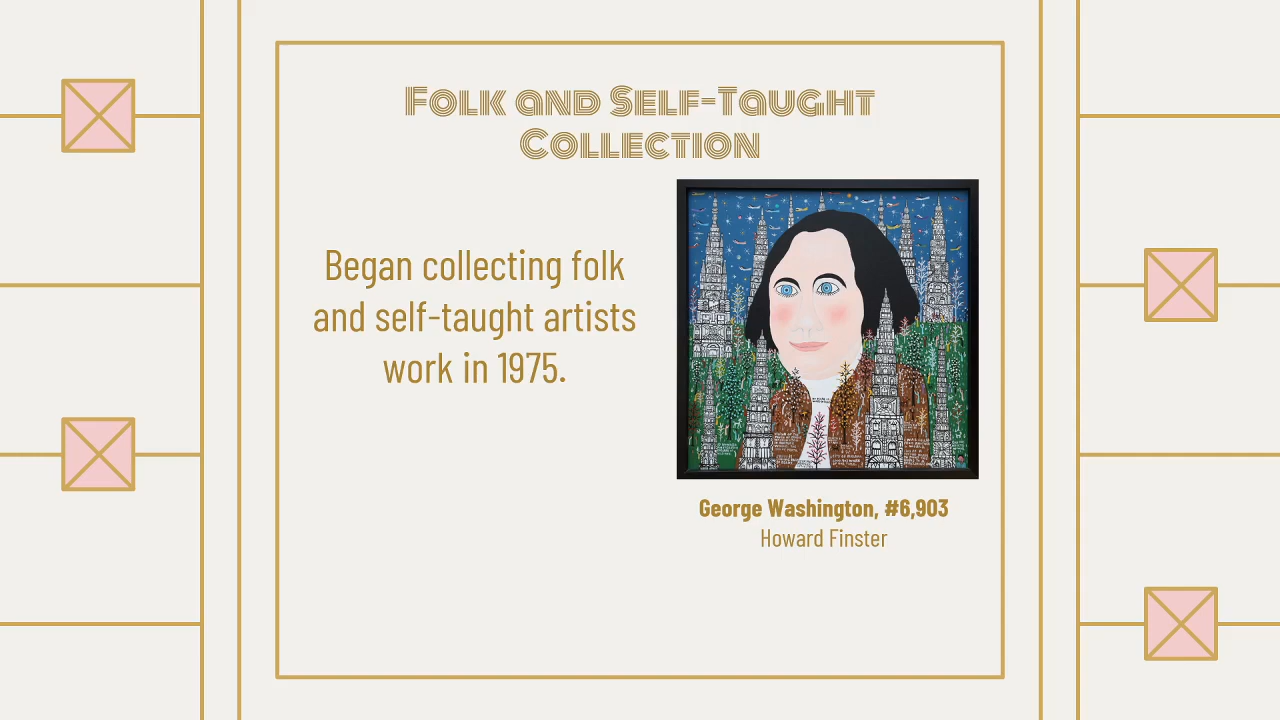 Folk and Self-Taught
Collection
Began collecting folk
and self-taught artists
work in 1975.
George Washington, #6,903
Howard Finster